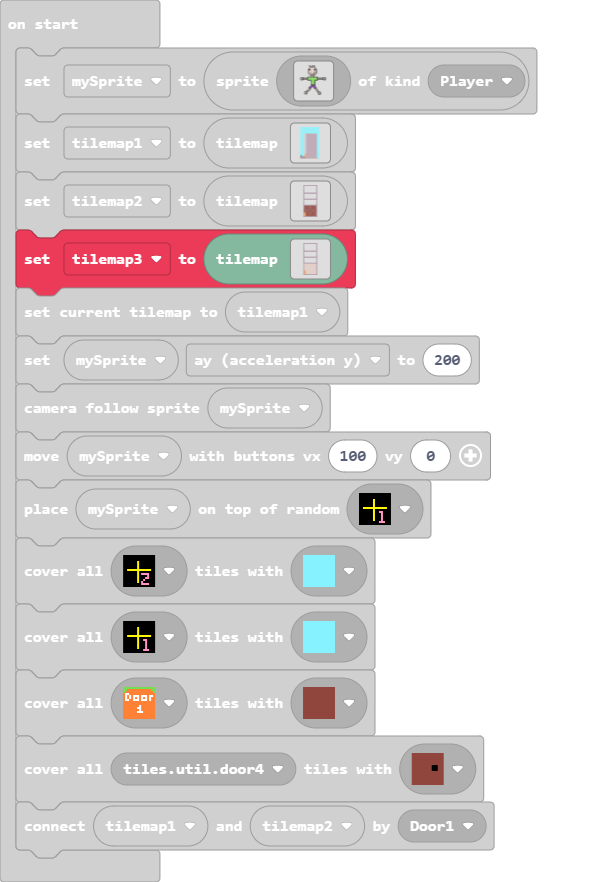 on start
set mySprite to sprite of kind Player
set tilemap1 to tilemap
set tilemap2 to tilemap
set tilemap3 to tilemap
set current tilemap to tilemap1
set mySprite ay (acceleration y) to 200
camera follow sprite mySprite
move mySprite with buttons vx 100 vy 0
place mySprite on top of random 1
cover all 2 tiles with
cover all 1 tiles with
cover all Door 1 tiles with
cover all tiles.util.door4 tiles with
connect tilemap1 and tilemap2 by Door1